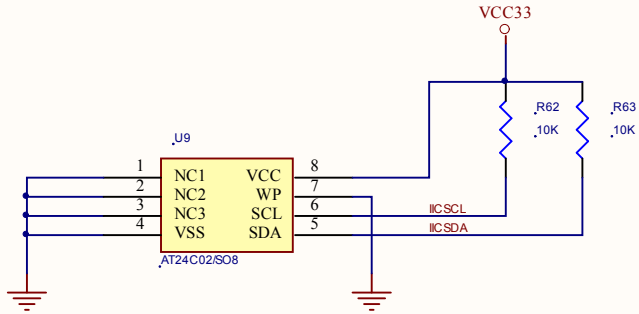 VCC33
R62
R63
10K
10K
U9
1 NC1 VCC 8
2 NC2 WP 7
3 NC3 SCL 6 IICSCL
4 VSS SDA 5 IICSDA
AT24C02/SO8